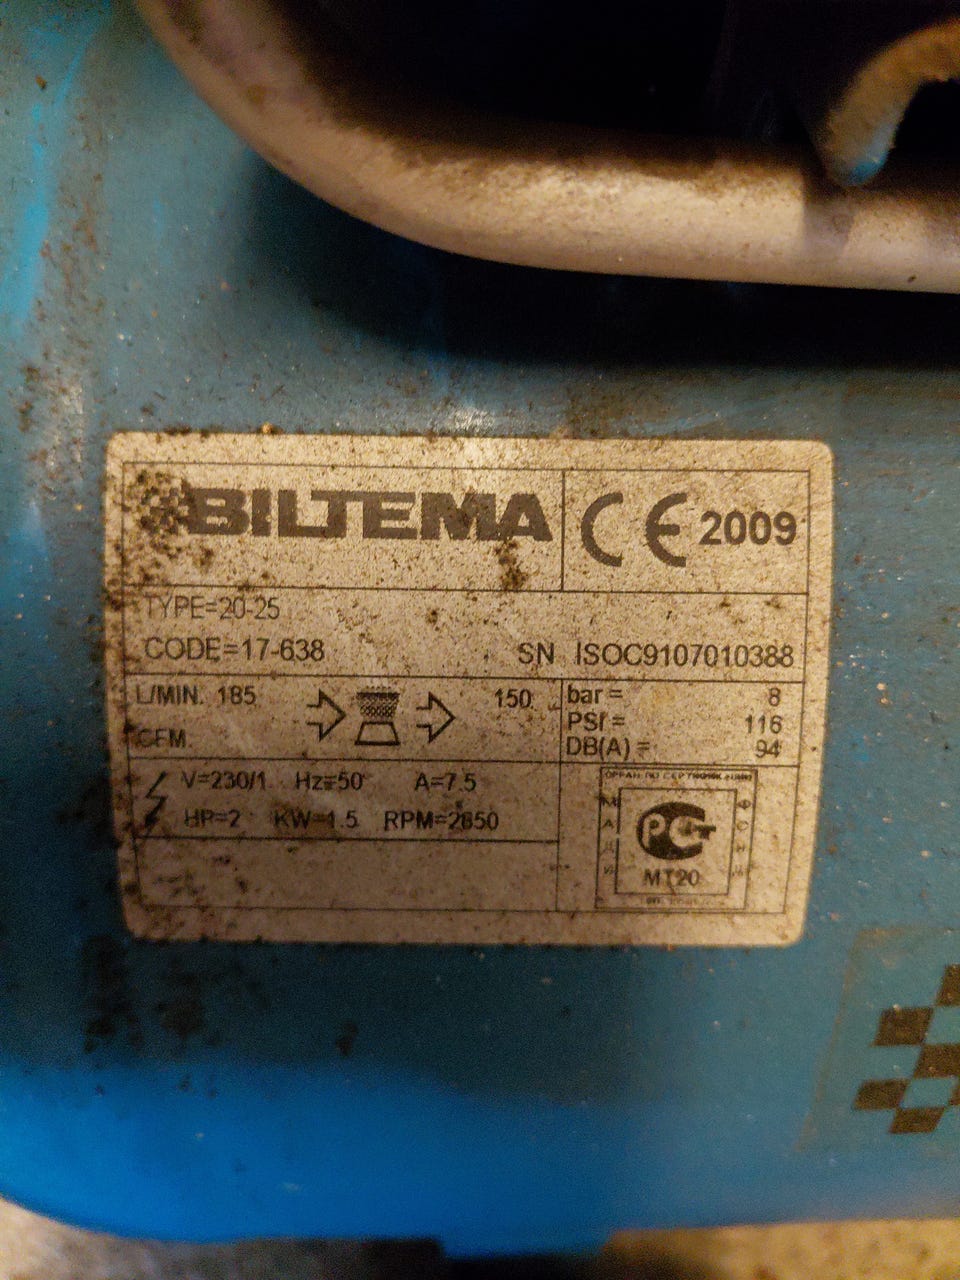 BILTEMA
CE 2009
TYPE=20-25
CODE=17-638 SN ISOC9107010388
L/MIN. 185 150
CFM
bar = 8
PSI = 116
DB(A) = 94
V=230/1 Hz=50 A=7.5
HP=2 KW=1.5 RPM=2850
PCT
MT20